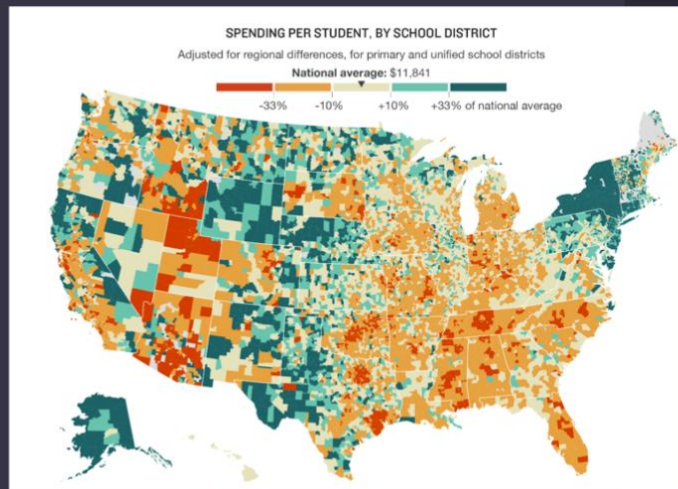 SPENDING PER STUDENT, BY SCHOOL DISTRICT
Adjusted for regional differences, for primary and unified school districts
National average: $11,841
-33% -10% +10% +33% of national average